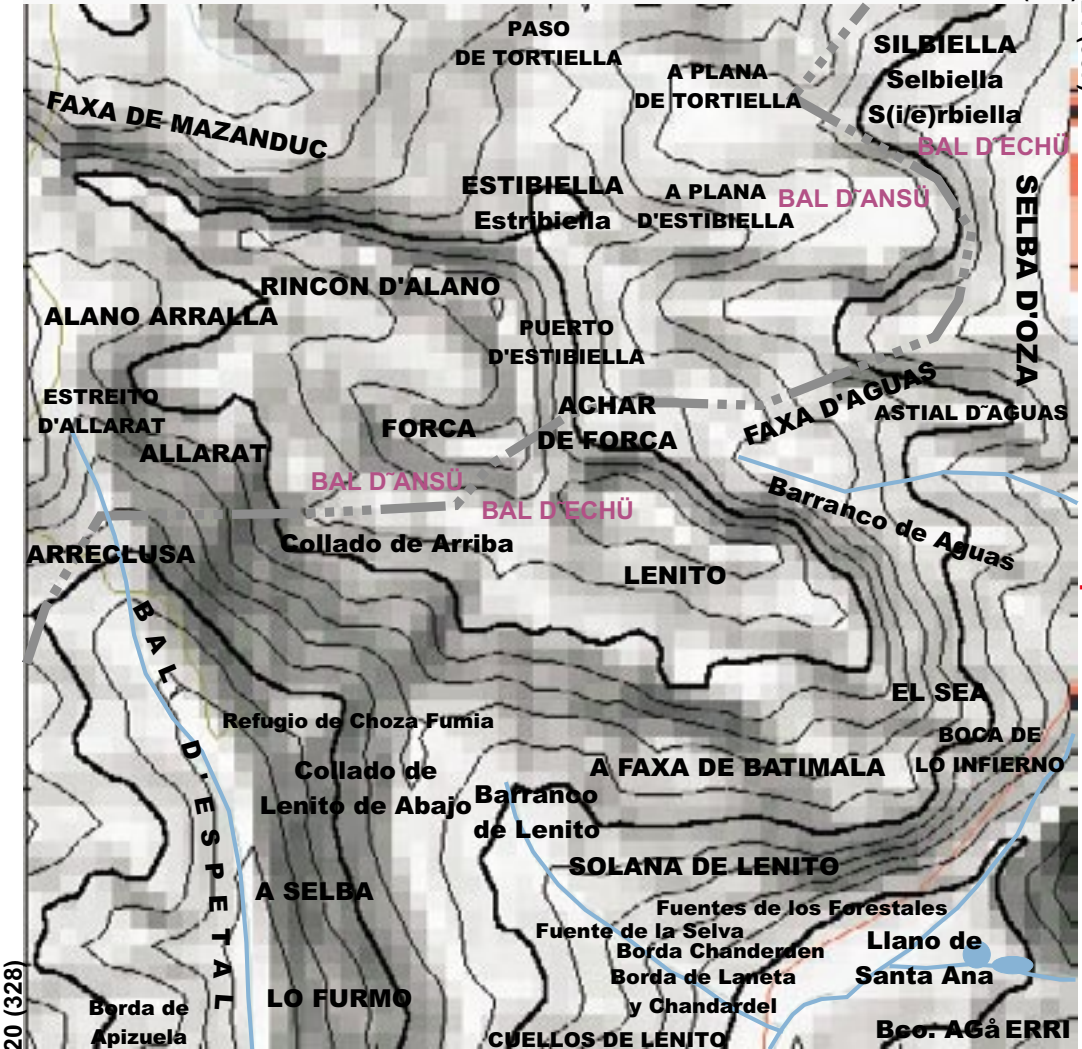 PASO
DE TORTIELLA
A PLANA
DE TORTIELLA
SILBIELLA
Selbiella
S(i/e)rbiella
FAXA DE MAZANDUC
BAL D'ECHÜ
ESTIBIELLA
Estribiella
A PLANA
D'ESTIBIELLA
BAL D˜ANSÜ
SELBA D'OZA
RINCON D'ALANO
ALANO ARRALLA
PUERTO
D'ESTIBIELLA
ESTREITO
D'ALLARAT
ALLARAT
FORCA
ACHAR
DE FORCA
FAXA D'AGUAS
ASTIAL D˜AGUAS
BAL D˜ANSÜ
BAL D'ECHÜ
Barranco de Aguas
ARRECLUSA
Collado de Arriba
LENITO
BAL D'ESPETAL
EL SEA
Refugio de Choza Fumia
BOCA DE
LO INFIERNO
Collado de
Lenito de Abajo
A FAXA DE BATIMALA
Barranco
de Lenito
SOLANA DE LENITO
A SELBA
Fuentes de los Forestales
Fuente de la Selva
Borda Chanderden
Borda de Laneta
y Chandardel
Llano de
Santa Ana
LO FURMO
Borda de
Apizuela
CUELLOS DE LENITO
Bco. AGå ERRI
20 (328)